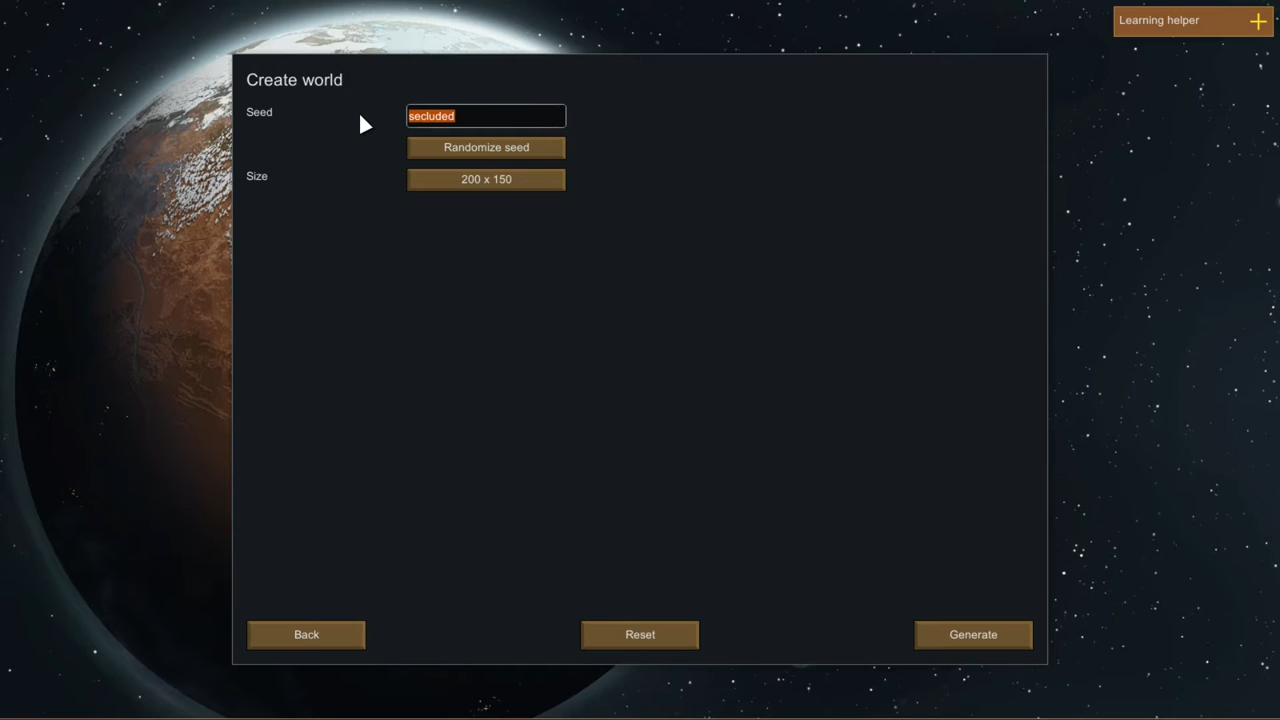 Learning helper
Create world
Seed
secluded
Randomize seed
Size
200 x 150
Back
Reset
Generate